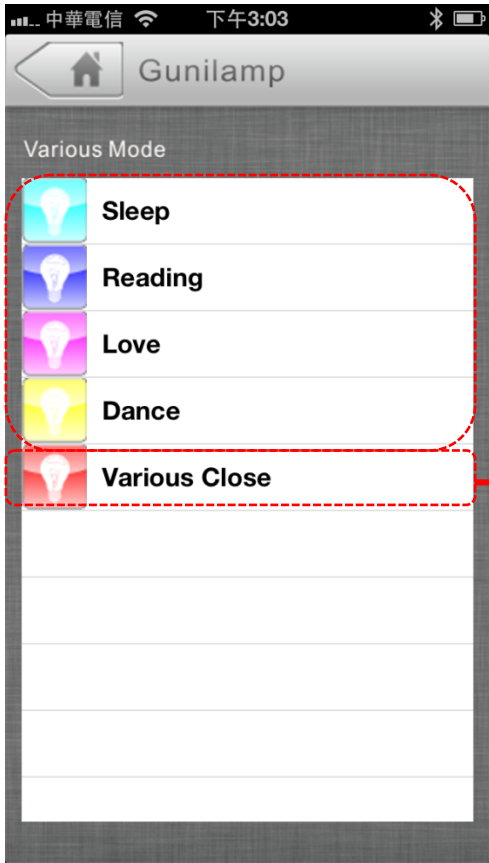 中華電信 下午3:03
Gunilamp
Various Mode
Sleep
Reading
Love
Dance
Various Close